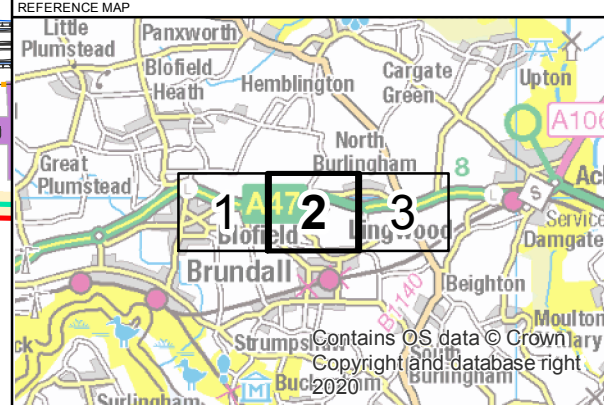 REFERENCE MAP
Little
Plumstead
Panxworth
Blofield
Heath
Hemblington
Cargate
Green
Upton
A106
North
Burlingham
8
Great
Plumstead
L
L
S
Acl
Service
Damgate
1
A47
2
3
Blofield
Lingwood
Brundall
Beighton
B1140
Moulton
Strumpshaw
South
Burlingham
Surlingham
M
Contains OS data © Crown
Copyright and database right
2020